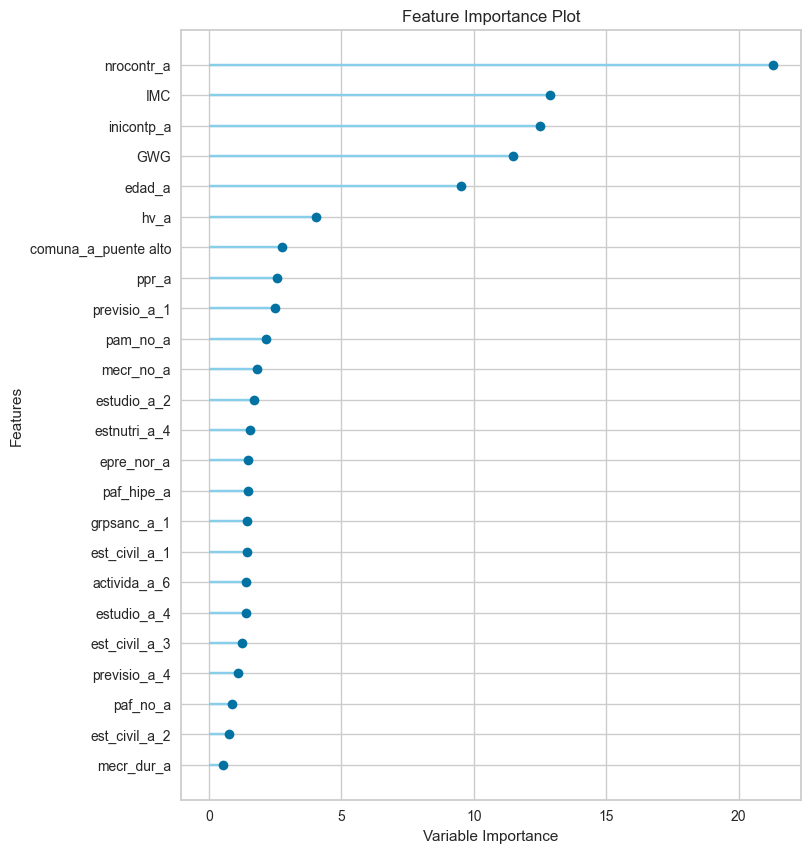 Feature Importance Plot
nrocontr_a
IMC
inicontp_a
GWG
edad_a
hv_a
comuna_a_puente alto
ppr_a
previsio_a_1
pam_no_a
mecr_no_a
estudio_a_2
estnutri_a_4
epre_nor_a
paf_hipe_a
grpsanc_a_1
est_civil_a_1
activida_a_6
estudio_a_4
est_civil_a_3
previsio_a_4
paf_no_a
est_civil_a_2
mecr_dur_a
Features
0 5 10 15 20
Variable Importance